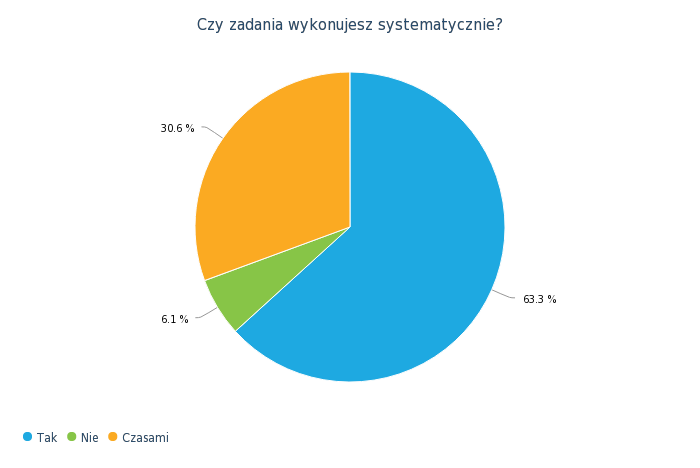 Czy zadania wykonujesz systematycznie?
30.6 %
63.3 %
6.1 %
Tak Nie Czasami